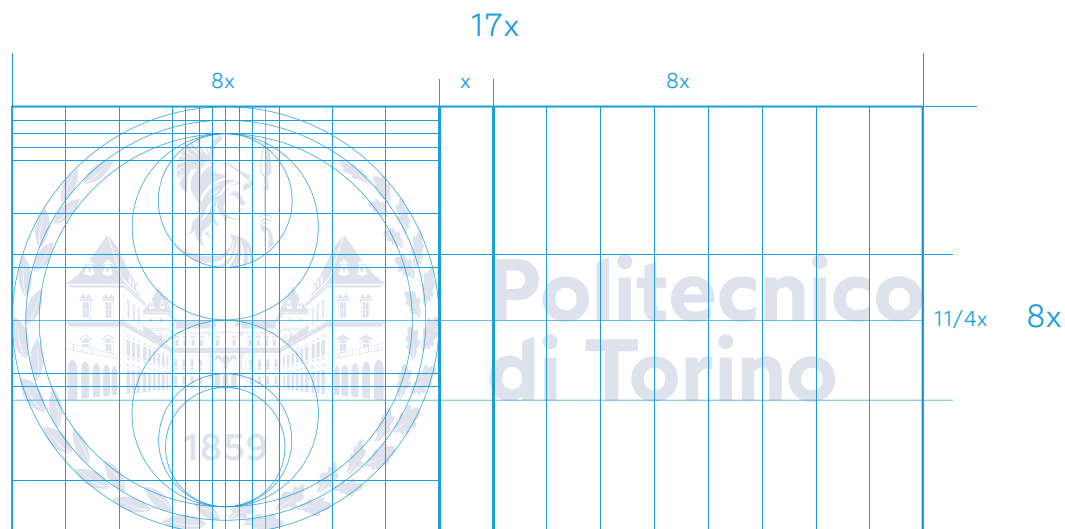 17x
8x
x
8x
Politecnico
di Torino
11/4x
8x
1859